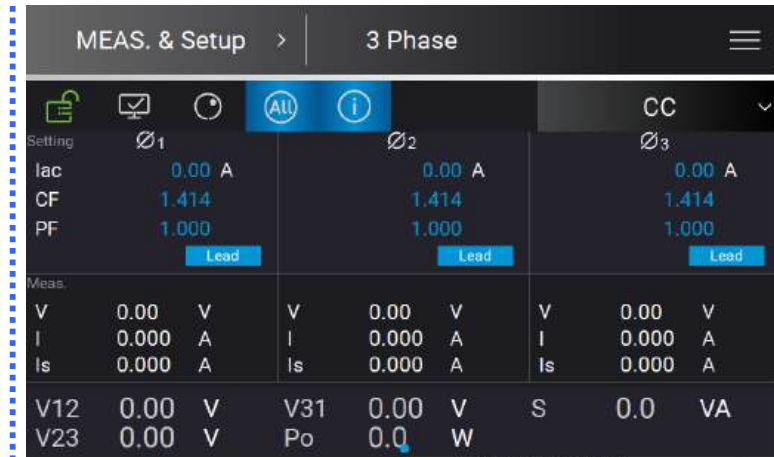 MEAS. & Setup > 3 Phase
All i CC
Setting Ø1 Ø2 Ø3
Iac 0.00 A 0.00 A 0.00 A
CF 1.414 1.414 1.414
PF 1.000 1.000 1.000
Lead Lead Lead
Meas.
V 0.00 V V 0.00 V V 0.00 V
I 0.000 A I 0.000 A I 0.000 A
Is 0.000 A Is 0.000 A Is 0.000 A
V12 0.00 V V31 0.00 V S 0.0 VA
V23 0.00 V Po 0.0 W